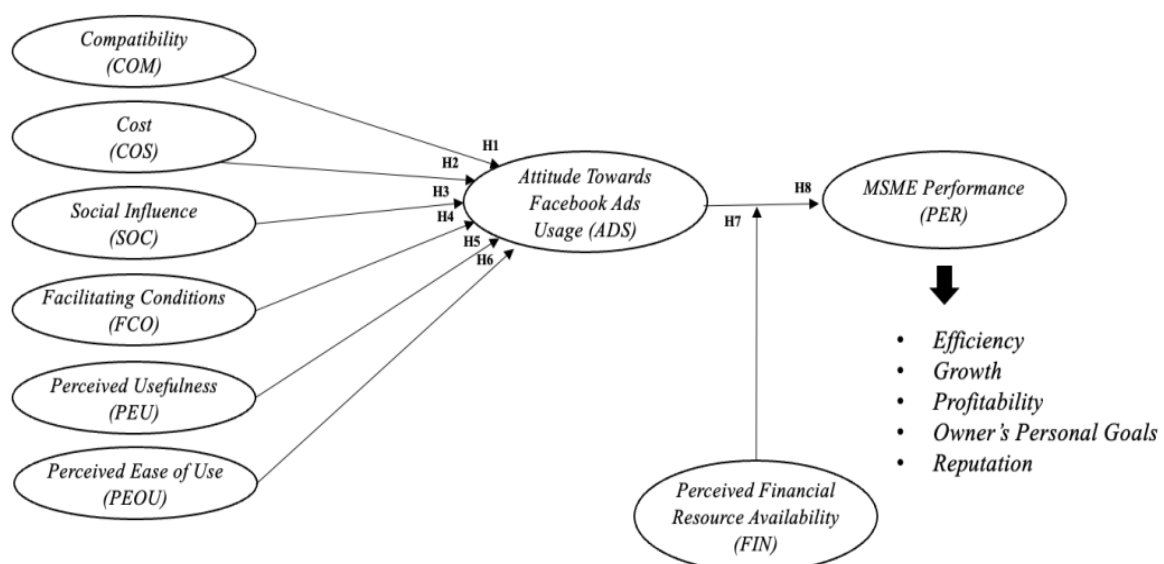 Compatibility
(COM)
Cost
(COS)
Social Influence
(SOC)
Facilitating Conditions
(FCO)
Perceived Usefulness
(PEU)
Perceived Ease of Use
(PEOU)
H1
H2
H3
H4
H5
H6
Attitude Towards
Facebook Ads
Usage (ADS)
H8
H7
MSME Performance
(PER)
• Efficiency
• Growth
• Profitability
• Owner's Personal Goals
• Reputation
Perceived Financial
Resource Availability
(FIN)